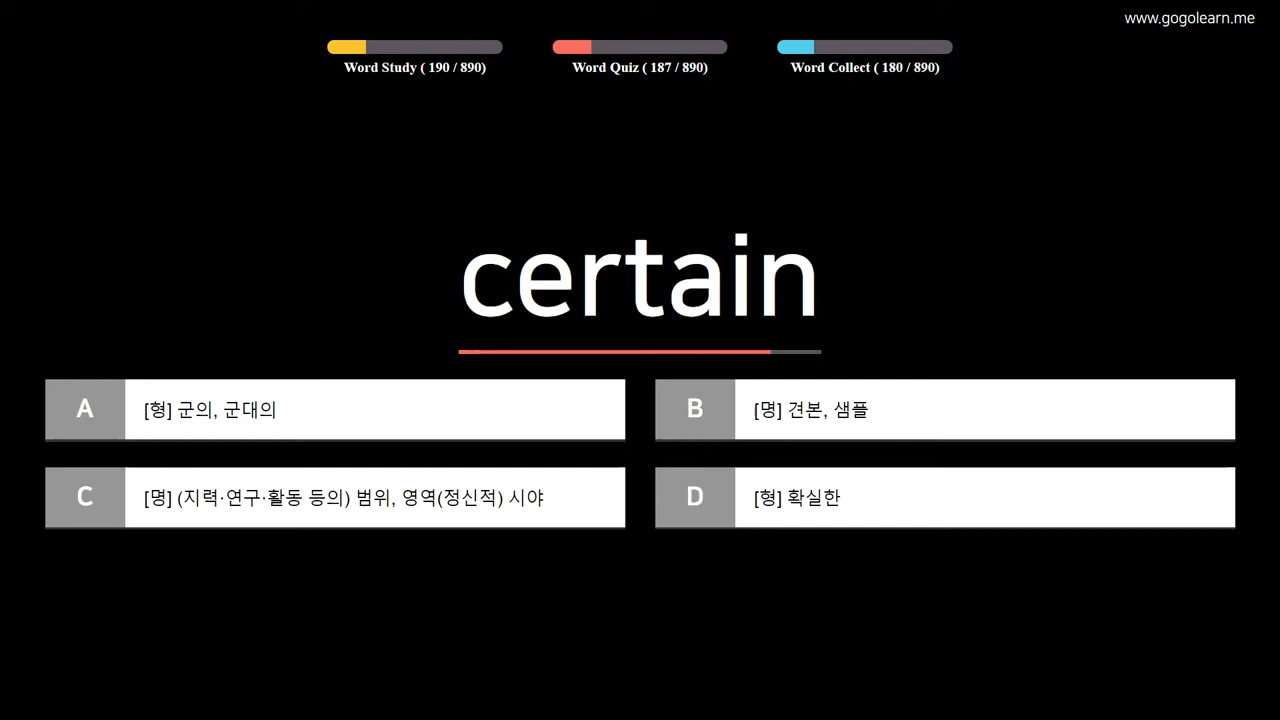 www.gogolearn.me
Word Study ( 190 / 890)
Word Quiz ( 187 / 890)
Word Collect ( 180 / 890)
certain
A [형] 군의, 군대의
B [명] 견본, 샘플
C [명] (지력·연구·활동 등의) 범위, 영역(정신적) 시야
D [형] 확실한